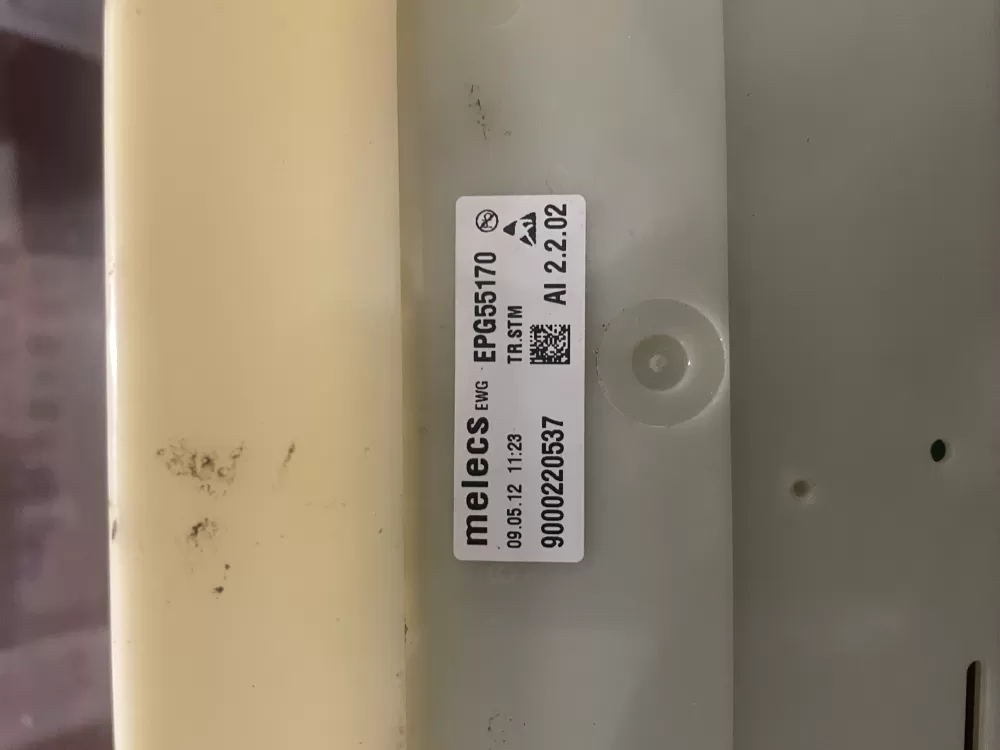 melecs EWG · EPG55170
09.05.12 11:23 TR.STM
9000220537 AI 2.2.02